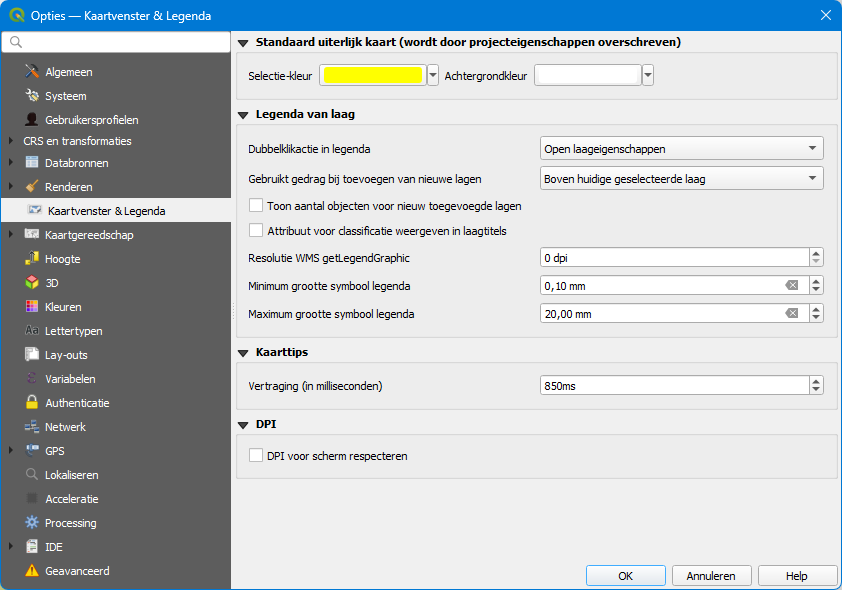 Opties — Kaartvenster & Legenda
Algemeen
Systeem
Gebruikersprofielen
CRS en transformaties
Databronnen
Renderen
Kaartvenster & Legenda
Kaartgereedschap
Hoogte
3D
Kleuren
Aa Lettertypen
Lay-outs
Variabelen
Authenticatie
Netwerk
GPS
Lokaliseren
Acceleratie
Processing
IDE
Geavanceerd
Standaard uiterlijk kaart (wordt door projecteigenschappen overschreven)
Selectie-kleur Achtergrondkleur
Legenda van laag
Dubbelklikactie in legenda Open laageigenschappen
Gebruikt gedrag bij toevoegen van nieuwe lagen Boven huidige geselecteerde laag
Toon aantal objecten voor nieuw toegevoegde lagen
Attribuut voor classificatie weergeven in laagtitels
Resolutie WMS getLegendGraphic 0 dpi
Minimum grootte symbool legenda 0,10 mm
Maximum grootte symbool legenda 20,00 mm
Kaarttips
Vertraging (in milliseconden) 850ms
DPI
DPI voor scherm respecteren
OK Annuleren Help